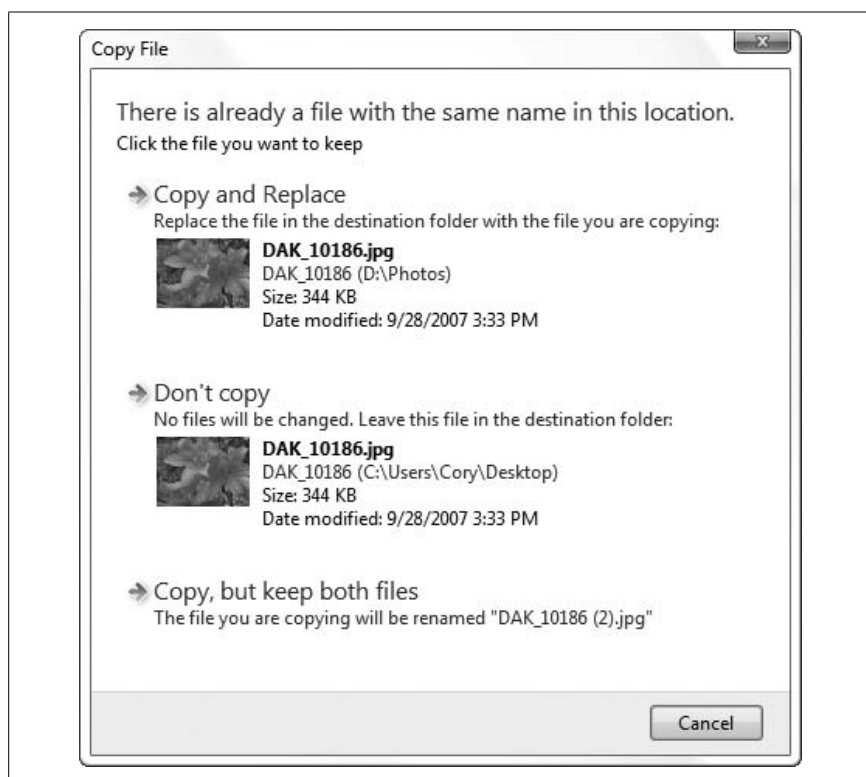 Copy File
There is already a file with the same name in this location.
Click the file you want to keep
Copy and Replace
Replace the file in the destination folder with the file you are copying:
DAK_10186.jpg
DAK_10186 (D:\Photos)
Size: 344 KB
Date modified: 9/28/2007 3:33 PM
Don't copy
No files will be changed. Leave this file in the destination folder:
DAK_10186.jpg
DAK_10186 (C:\Users\Cory\Desktop)
Size: 344 KB
Date modified: 9/28/2007 3:33 PM
Copy, but keep both files
The file you are copying will be renamed "DAK_10186 (2).jpg"
Cancel